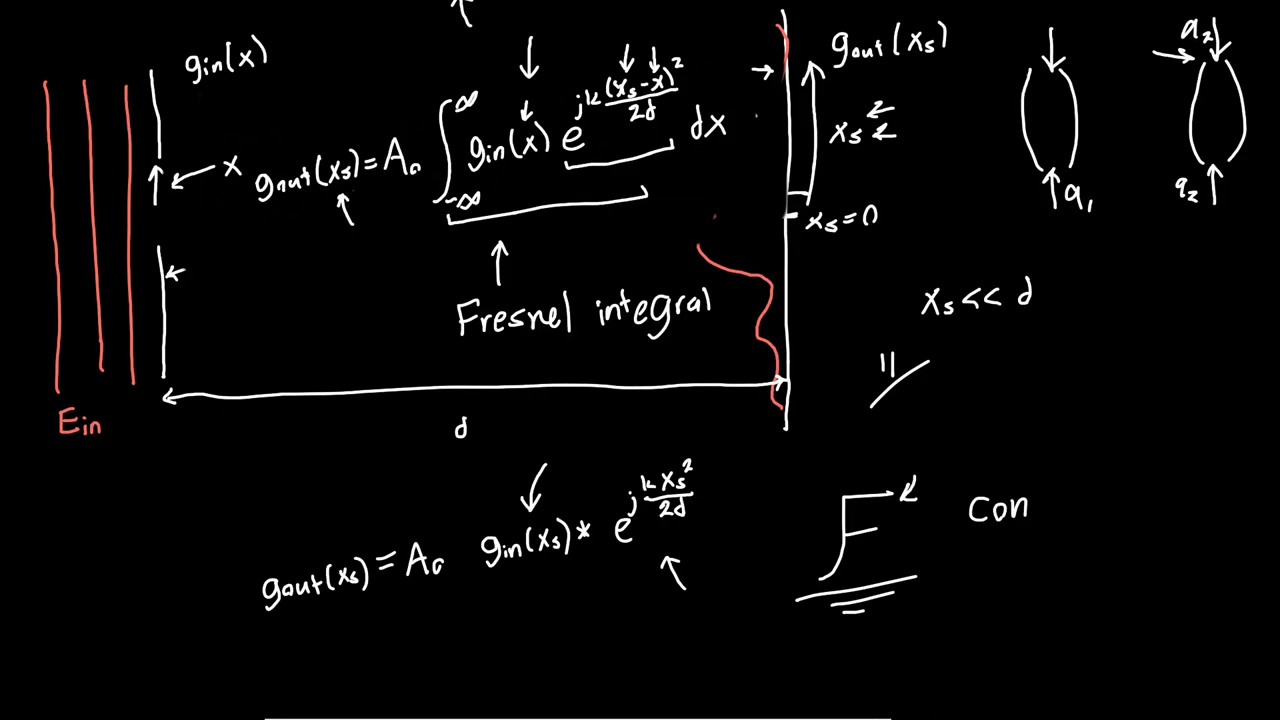 gin(x)
gout(xs)
a2
x
gout(xs) = A0 ∫_{-∞}^{∞} gin(x) e^{jk(xs-x)²/2d} dx
xs
a1
a2
xs=0
Fresnel integral
xs << d
Ein
d
gout(xs) = A0 gin(xs) * e^{jkxs²/2d}
F
con